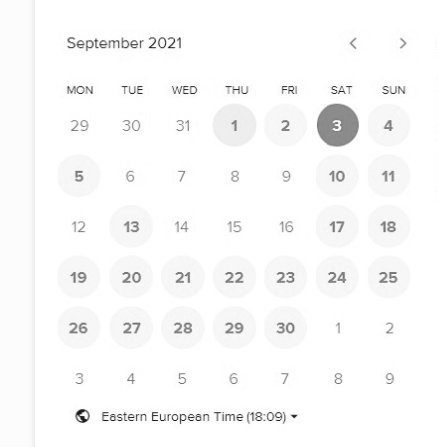 September 2021
MON TUE WED THU FRI SAT SUN
29 30 31 1 2 3 4
5 6 7 8 9 10 11
12 13 14 15 16 17 18
19 20 21 22 23 24 25
26 27 28 29 30 1 2
3 4 5 6 7 8 9
Eastern European Time (18:09)